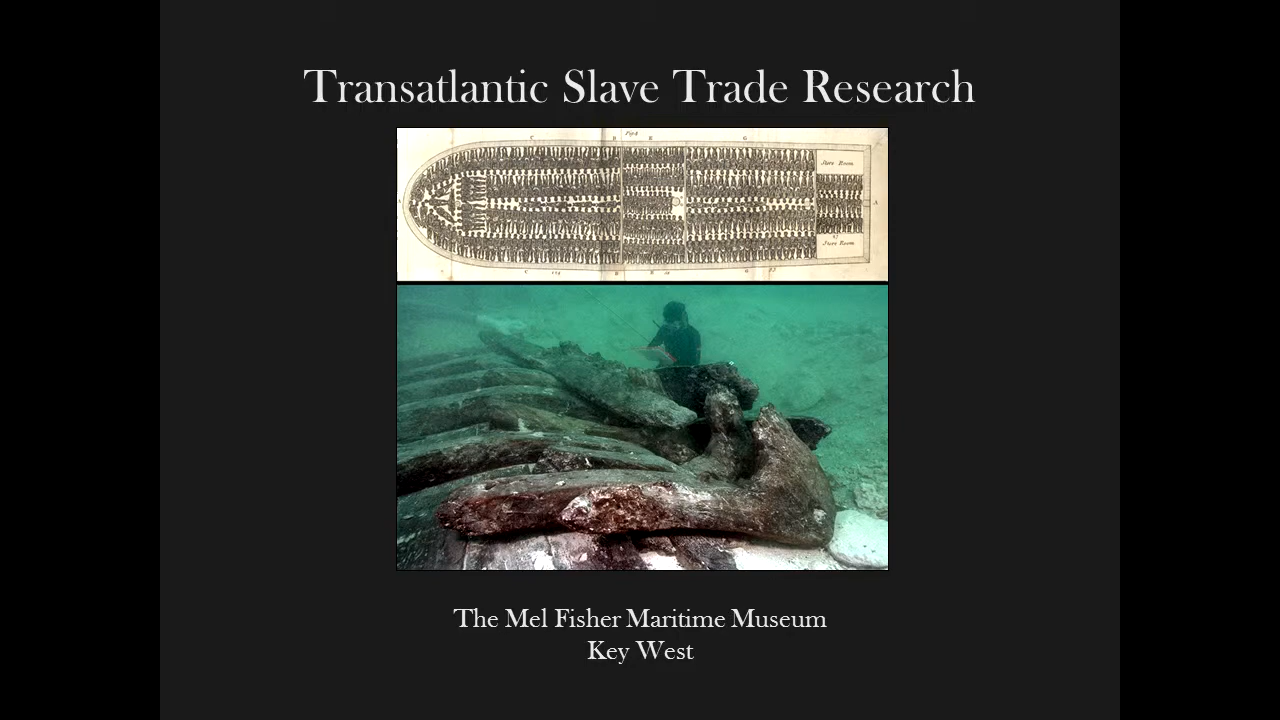 Transatlantic Slave Trade Research
Store Room
Store Room
The Mel Fisher Maritime Museum
Key West